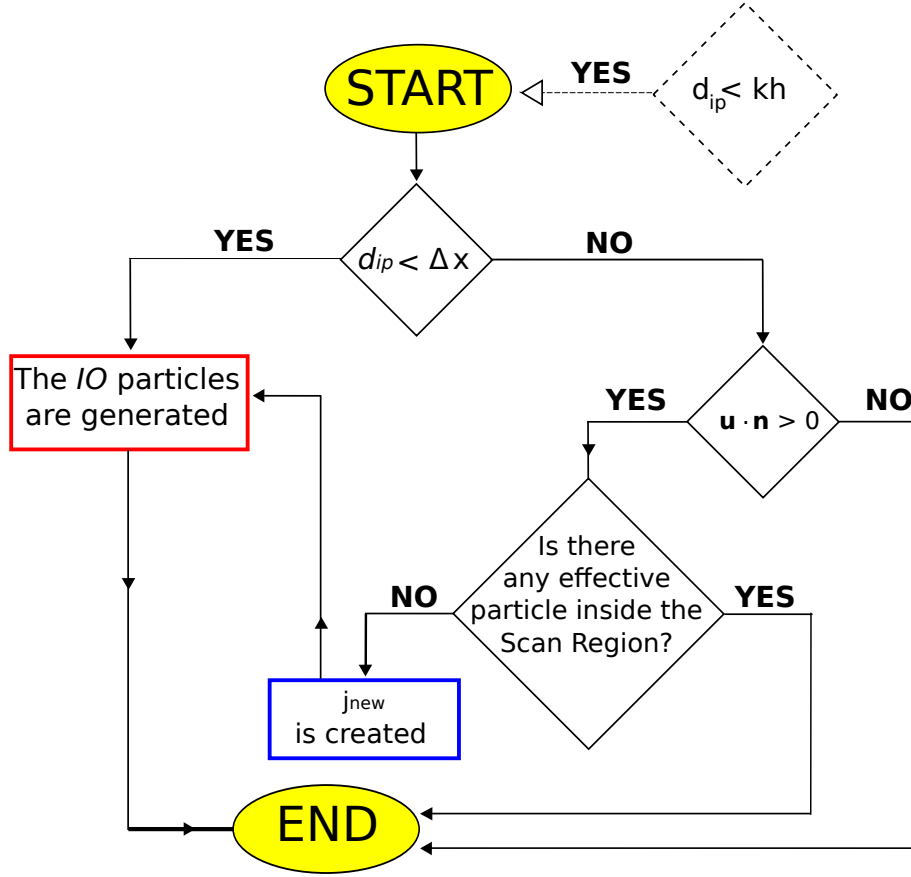 START
YES
d_ip < kh
YES
d_ip < Δ x
NO
The IO particles
are generated
YES
u · n > 0
NO
Is there
any effective
particle inside the
Scan Region?
NO
YES
j_new
is created
END